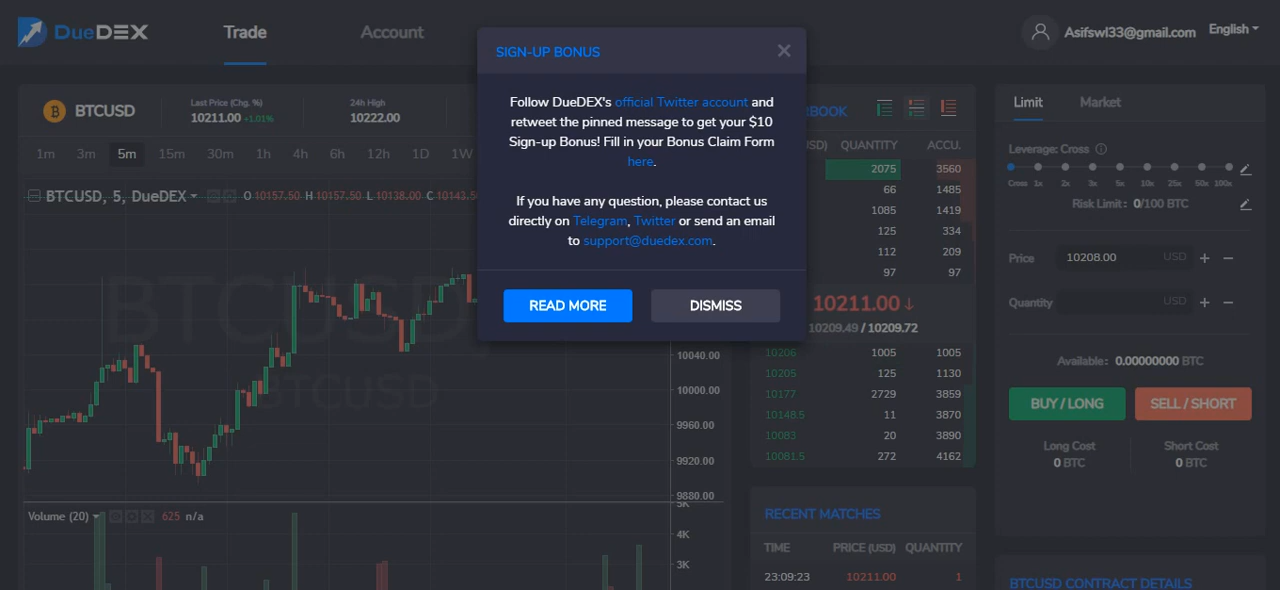 DueDEX
Trade
Account
Asifswl33@gmail.com
English
BTCUSD
Last Price (Chg. %)
10211.00 +1.01%
24h High
10222.00
1m 3m 5m 15m 30m 1h 4h 6h 12h 1D 1W
BTCUSD, 5, DueDEX
O 10157.50 H 10157.50 L 10138.00 C 10143.50
BTCUSD,
BTCUSD
10040.00
10000.00
9960.00
9920.00
9880.00
Volume (20)
625 n/a
5K
4K
3K
SIGN-UP BONUS
Follow DueDEX's official Twitter account and
retweet the pinned message to get your $10
Sign-up Bonus! Fill in your Bonus Claim Form
here.
If you have any question, please contact us
directly on Telegram, Twitter or send an email
to support@duedex.com.
READ MORE
DISMISS
QUANTITY ACCU.
2075 3560
66 1485
1085 1419
125 334
112 209
97 97
10211.00
10209.49 / 10209.72
10206 1005 1005
10205 125 1130
10177 2729 3859
10148.5 11 3870
10083 20 3890
10081.5 272 4162
RECENT MATCHES
TIME PRICE (USD) QUANTITY
23:09:23 10211.00 1
Limit
Market
Leverage: Cross
Cross 1x 2x 3x 5x 10x 25x 50x 100x
Risk Limit: 0/100 BTC
Price 10208.00 USD
Quantity USD
Available: 0.00000000 BTC
BUY / LONG
SELL / SHORT
Long Cost
0 BTC
Short Cost
0 BTC
BTCUSD CONTRACT DETAILS